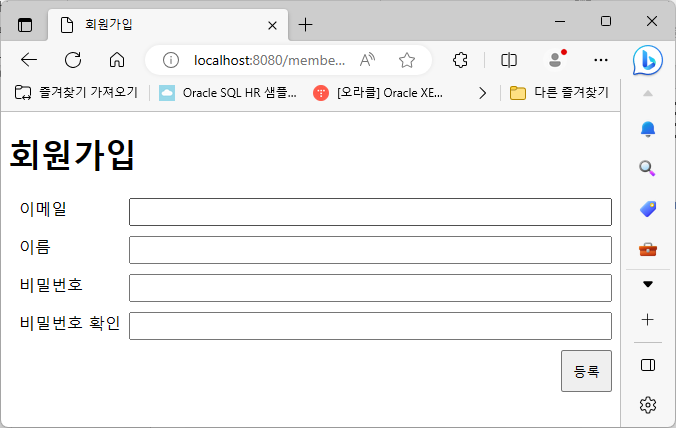 회원가입
localhost:8080/membe...
즐겨찾기 가져오기 Oracle SQL HR 샘플... [오라클] Oracle XE... 다른 즐겨찾기
회원가입
이메일
이름
비밀번호
비밀번호 확인
등록